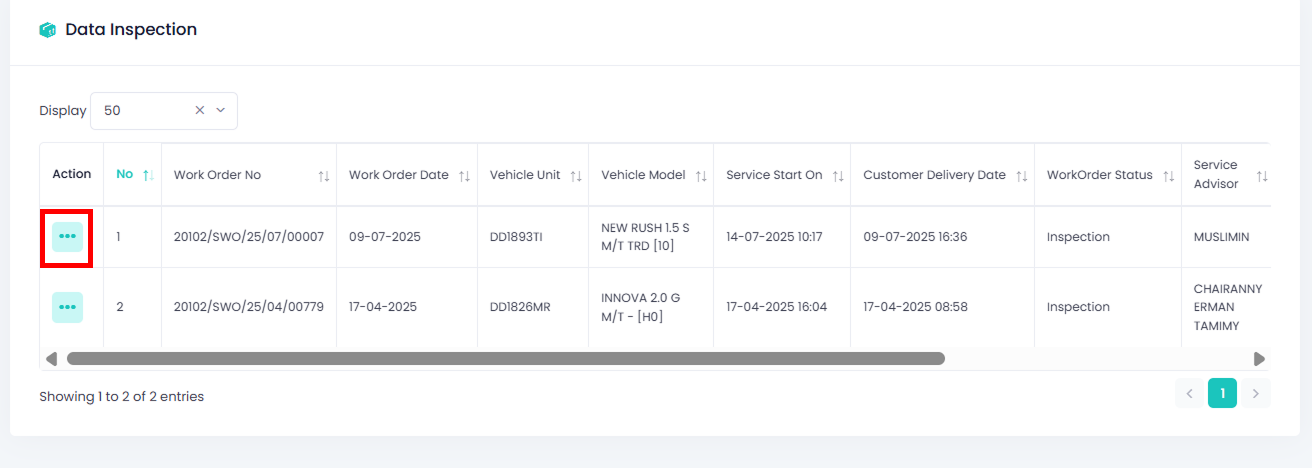 Data Inspection
Display 50
Action No Work Order No Work Order Date Vehicle Unit Vehicle Model Service Start On Customer Delivery Date WorkOrder Status Service Advisor
1 20102/SWO/25/07/00007 09-07-2025 DD1893TI NEW RUSH 1.5 S M/T TRD [10] 14-07-2025 10:17 09-07-2025 16:36 Inspection MUSLIMIN
2 20102/SWO/25/04/00779 17-04-2025 DD1826MR INNOVA 2.0 G M/T - [H0] 17-04-2025 16:04 17-04-2025 08:58 Inspection CHAIRANNY ERMAN TAMIMY
Showing 1 to 2 of 2 entries
1